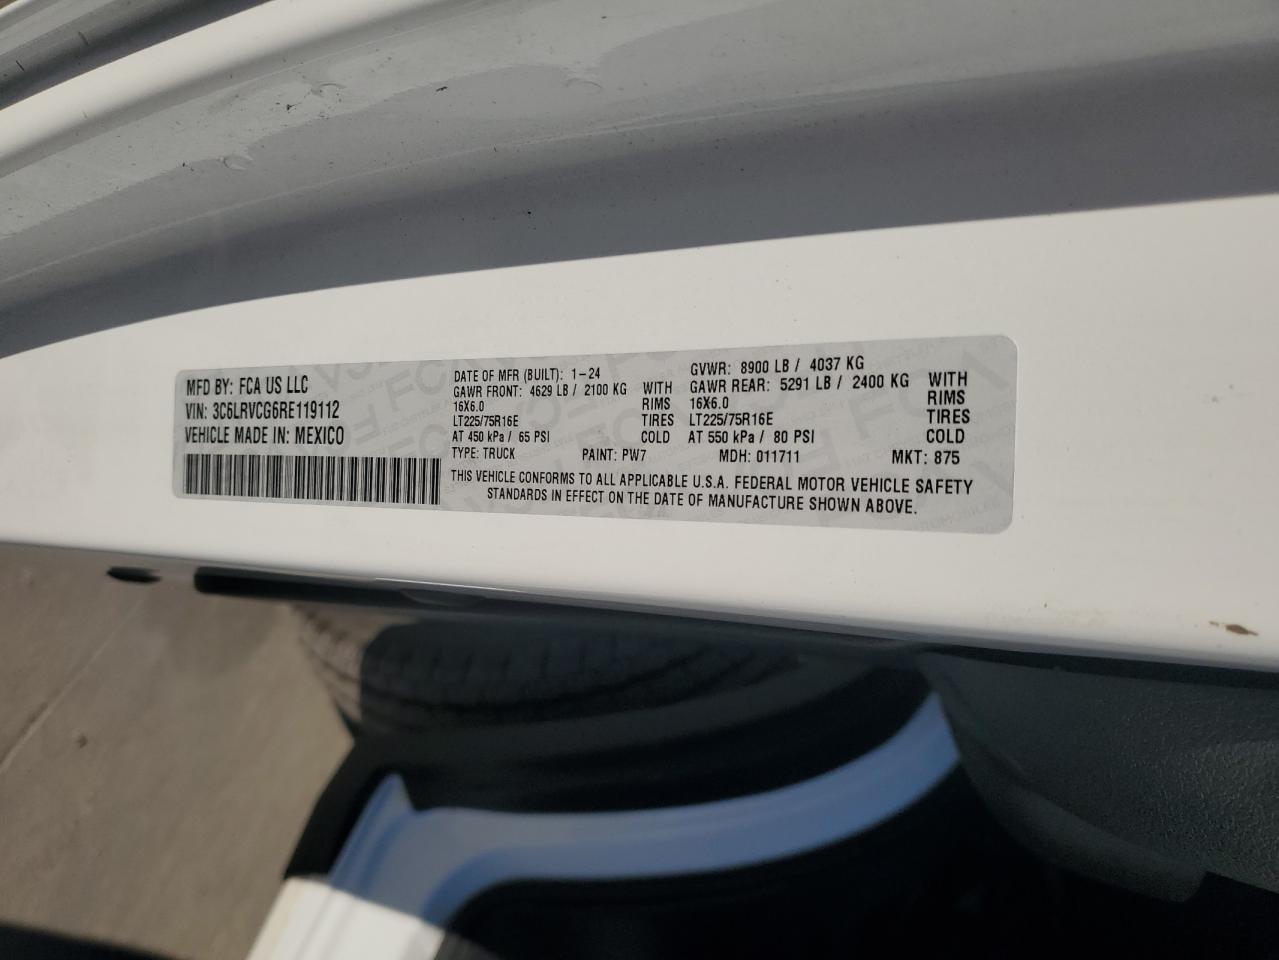 MFD BY: FCA US LLC
VIN: 3C6LRVCG6RE119112
VEHICLE MADE IN: MEXICO
DATE OF MFR (BUILT): 1-24
GAWR FRONT: 4629 LB / 2100 KG WITH
16X6.0 RIMS
LT225/75R16E TIRES
AT 450 kPa / 65 PSI COLD
GVWR: 8900 LB / 4037 KG
GAWR REAR: 5291 LB / 2400 KG WITH
16X6.0 RIMS
LT225/75R16E TIRES
AT 550 kPa / 80 PSI COLD
TYPE: TRUCK PAINT: PW7 MDH: 011711 MKT: 875
THIS VEHICLE CONFORMS TO ALL APPLICABLE U.S.A. FEDERAL MOTOR VEHICLE SAFETY
STANDARDS IN EFFECT ON THE DATE OF MANUFACTURE SHOWN ABOVE.